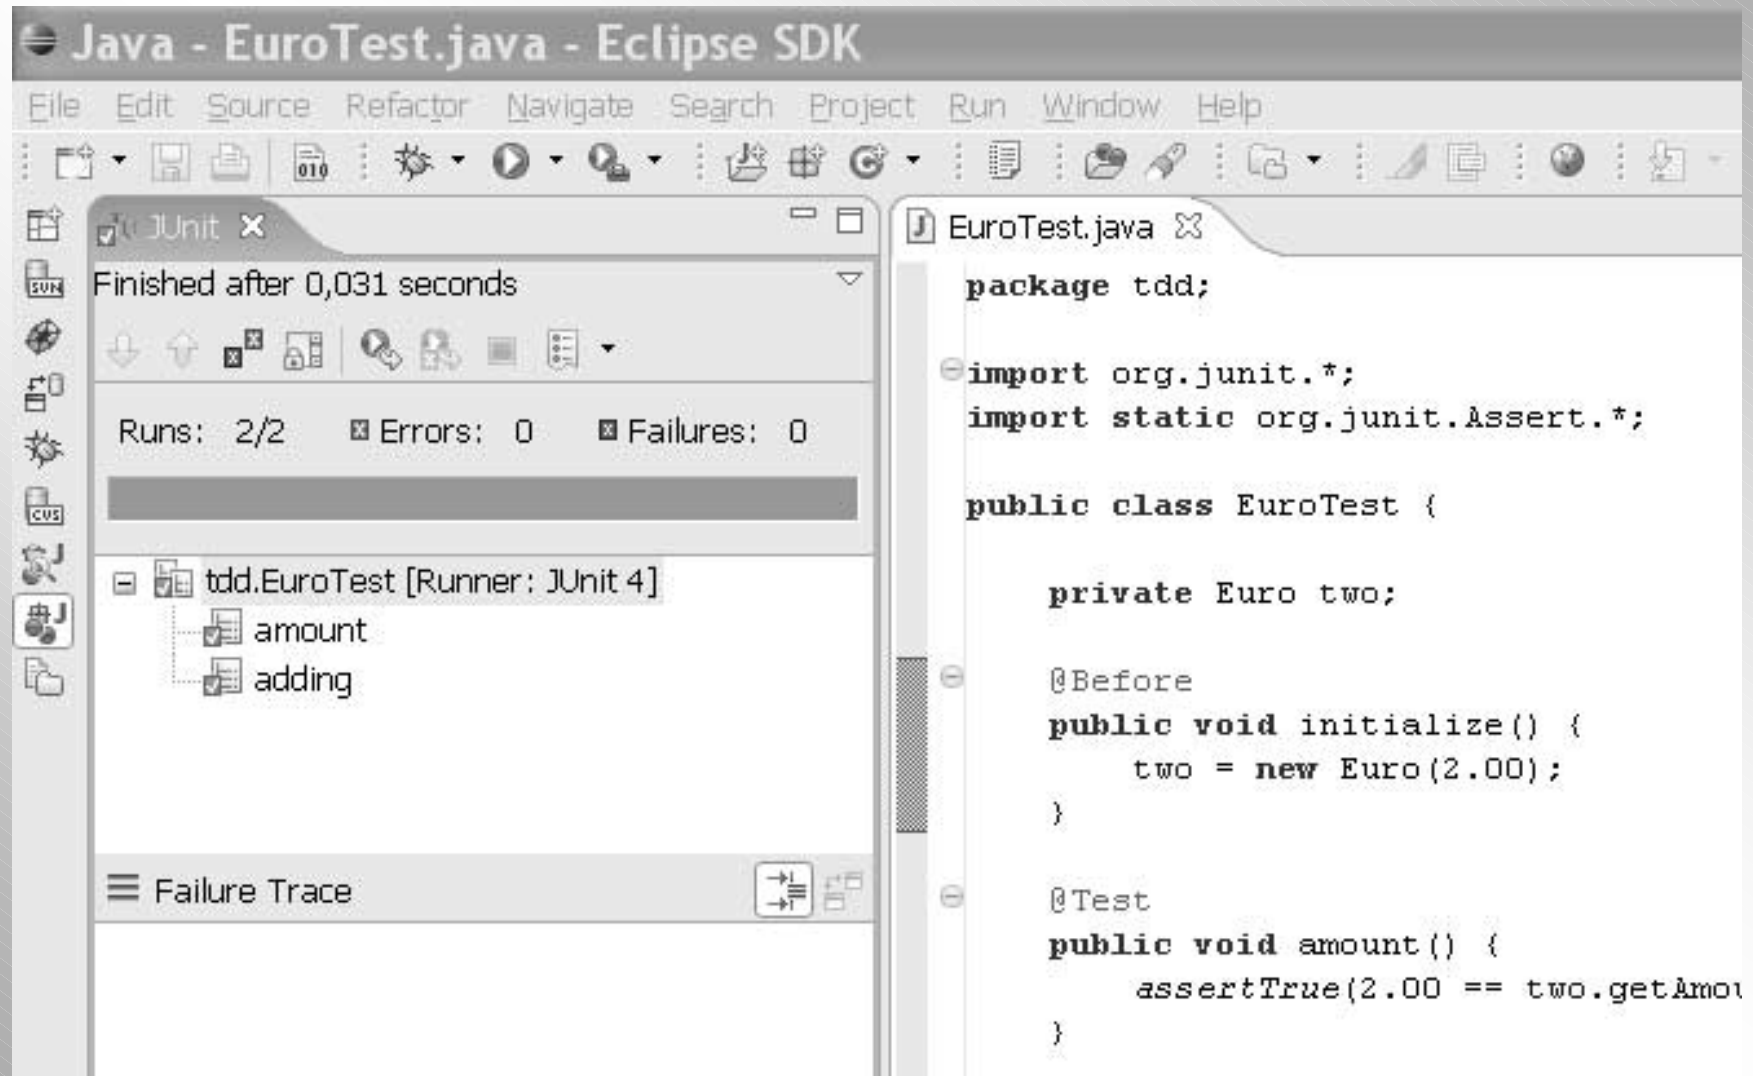 Java - EuroTest.java - Eclipse SDK
File Edit Source Refactor Navigate Search Project Run Window Help
010
JUnit
EuroTest.java
SVN
Finished after 0,031 seconds
Runs: 2/2 Errors: 0 Failures: 0
CVS
tdd.EuroTest [Runner: JUnit 4]
amount
adding
Failure Trace
package tdd;
import org.junit.*;
import static org.junit.Assert.*;
public class EuroTest {
private Euro two;
@Before
public void initialize() {
two = new Euro(2.00);
}
@Test
public void amount() {
assertTrue(2.00 == two.getAmou
}